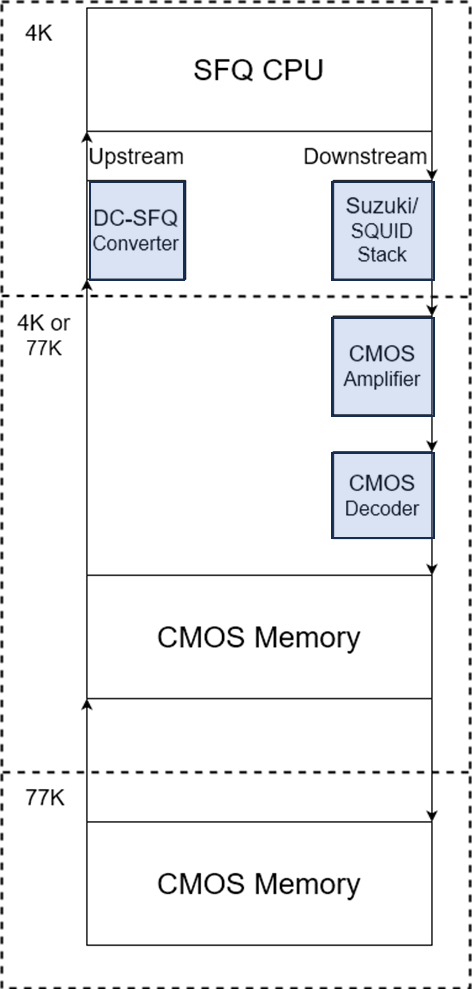 4K
SFQ CPU
Upstream
Downstream
DC-SFQ
Converter
Suzuki/
SQUID
Stack
4K or
77K
CMOS
Amplifier
CMOS
Decoder
CMOS Memory
77K
CMOS Memory